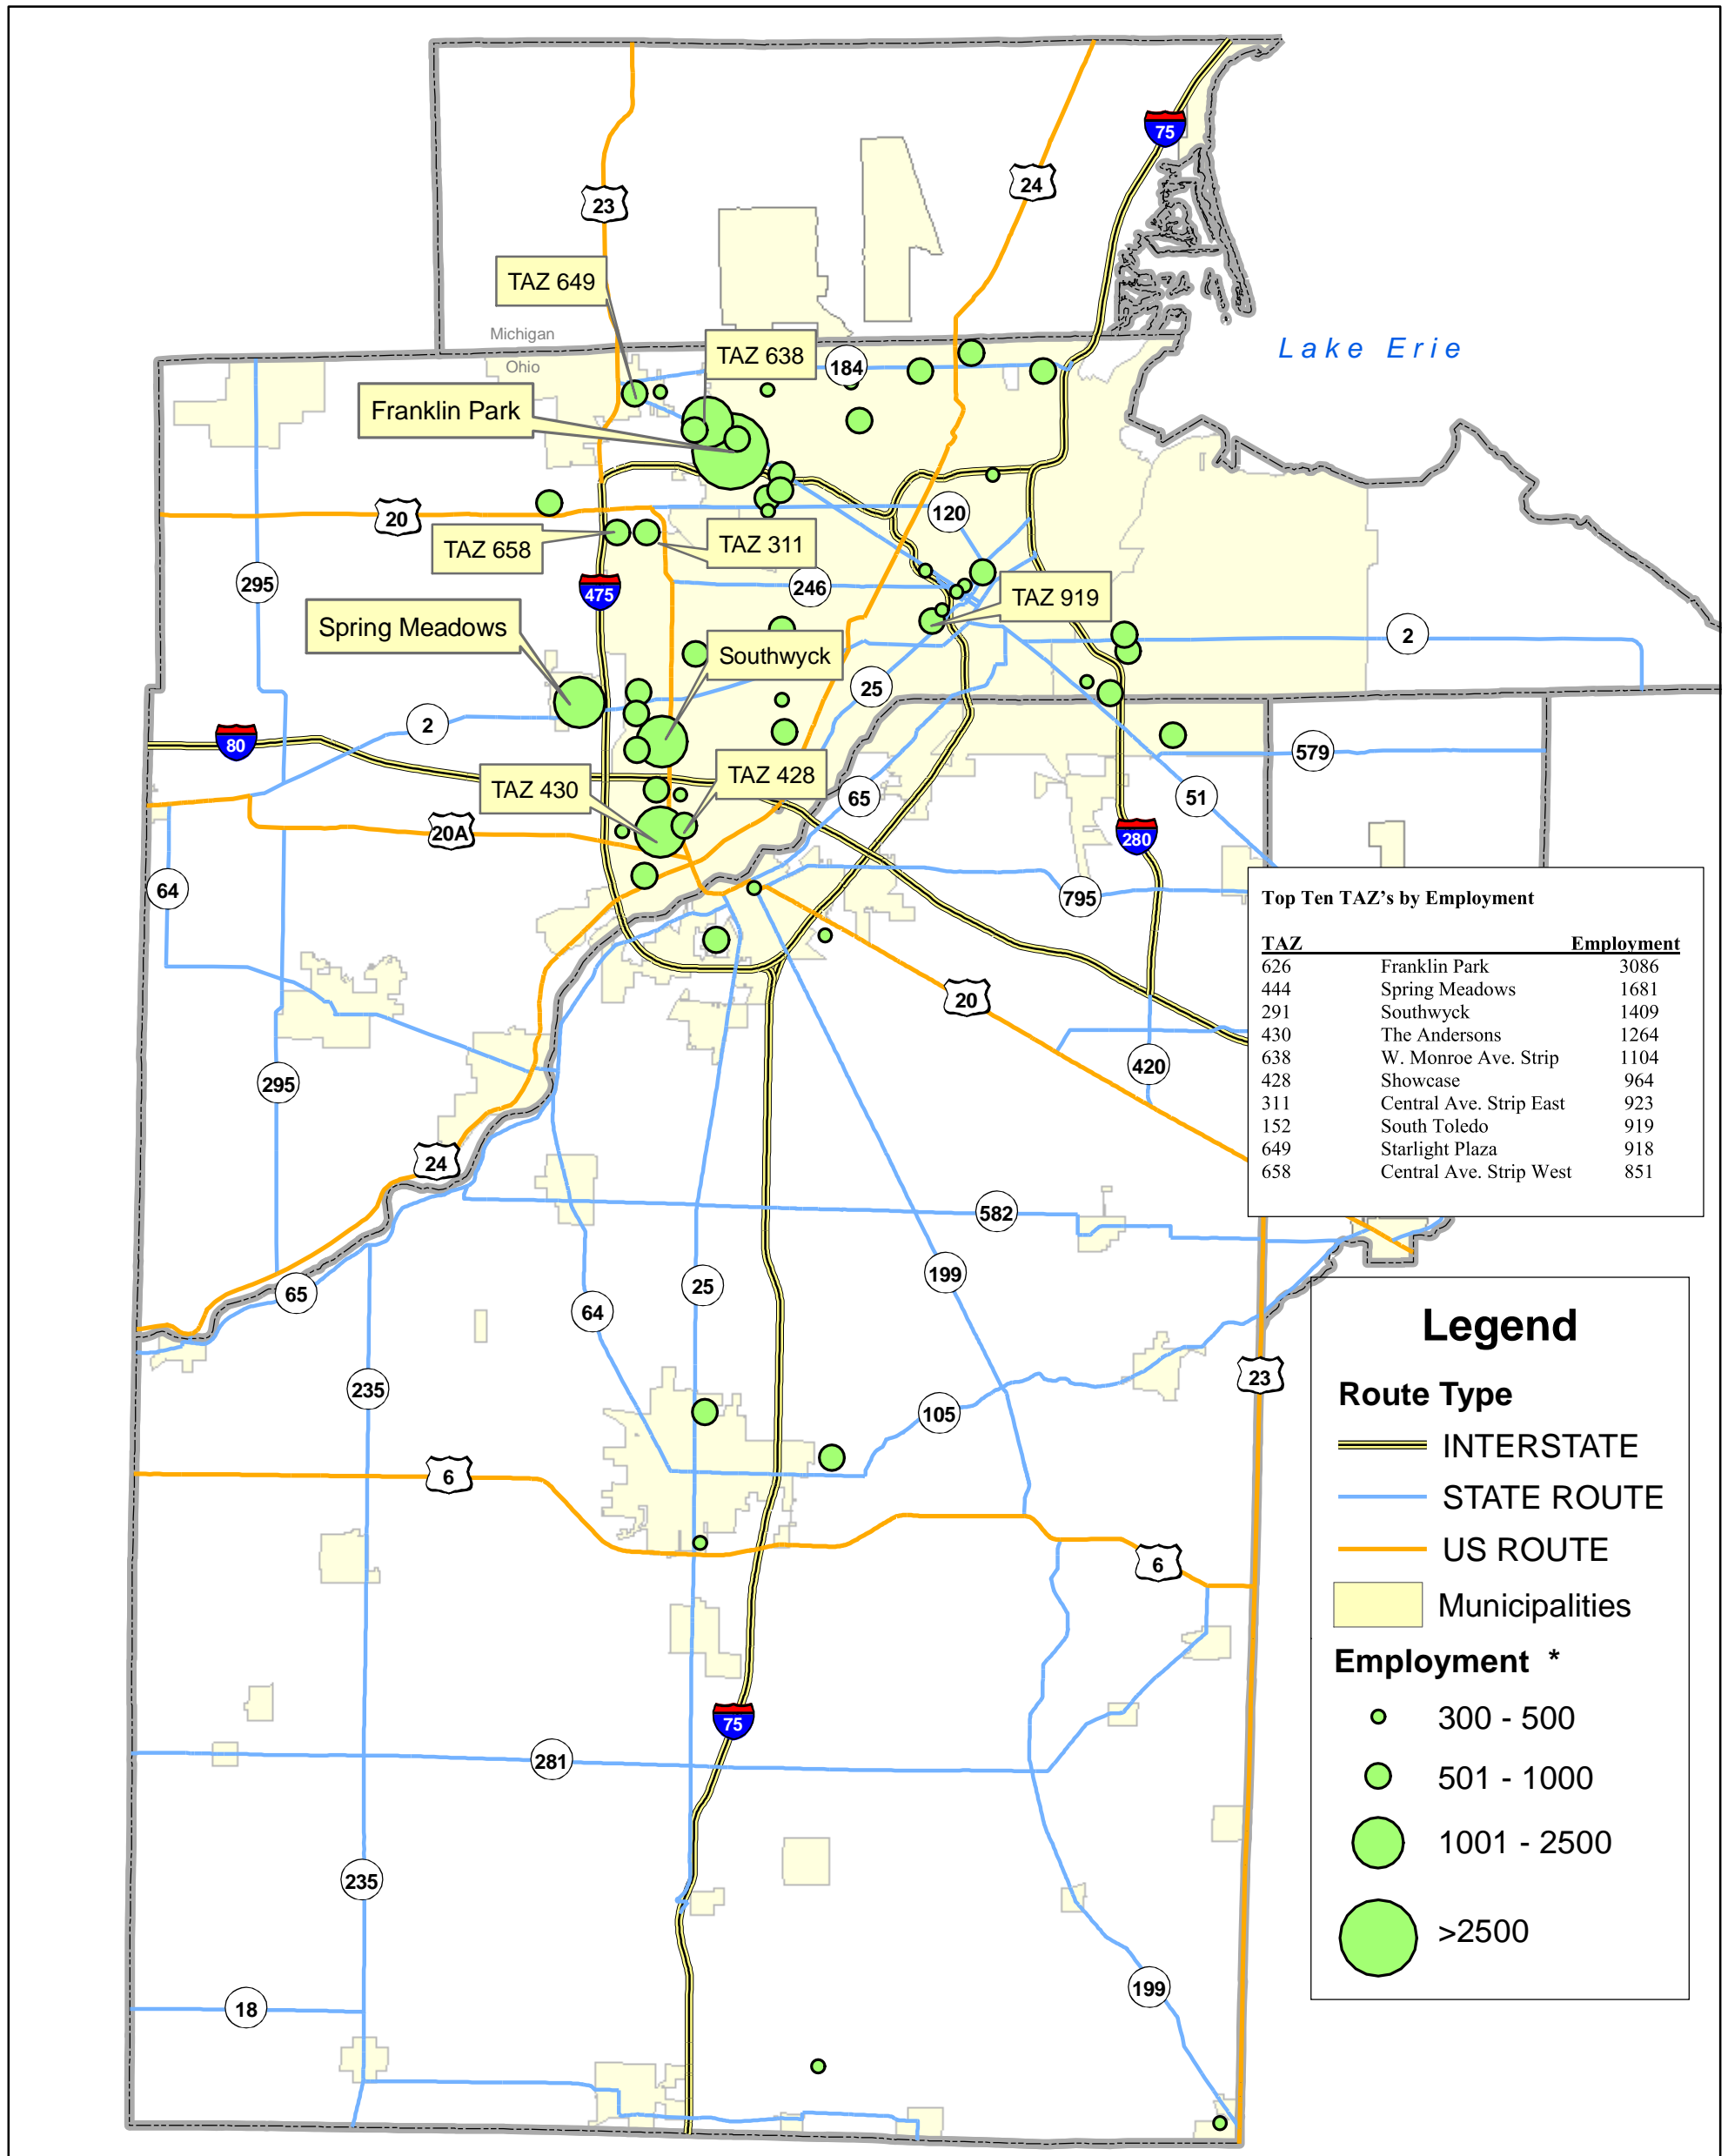 75
24
23
TAZ 649
Michigan
Ohio
TAZ 638
184
Lake Erie
Franklin Park
20
120
TAZ 658
TAZ 311
295
475
246
TAZ 919
Spring Meadows
Southwyck
2
25
2
80
579
TAZ 430
TAZ 428
65
51
20A
280
64
795
Top Ten TAZ's by Employment
TAZ Employment
626 Franklin Park 3086
444 Spring Meadows 1681
291 Southwyck 1409
430 The Andersons 1264
638 W. Monroe Ave. Strip 1104
428 Showcase 964
311 Central Ave. Strip East 923
152 South Toledo 919
649 Starlight Plaza 918
658 Central Ave. Strip West 851
20
420
295
24
582
199
25
65
64
23
235
105
6
6
75
281
235
199
18
Legend
Route Type
INTERSTATE
STATE ROUTE
US ROUTE
Municipalities
Employment *
300 - 500
501 - 1000
1001 - 2500
>2500